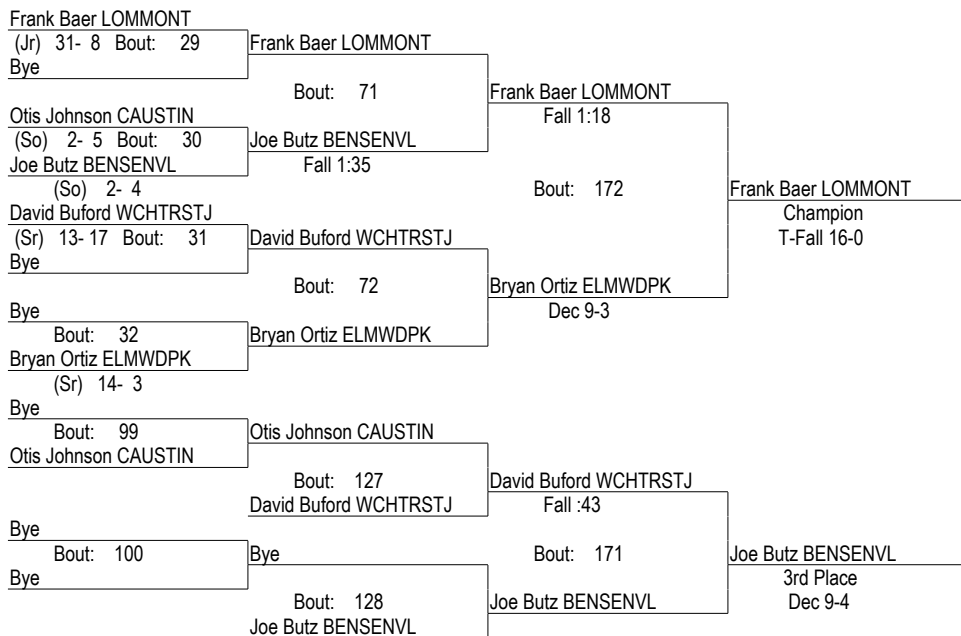 Frank Baer LOMMONT
(Jr) 31- 8 Bout: 29 Frank Baer LOMMONT
Bye
Bout: 71 Frank Baer LOMMONT
Otis Johnson CAUSTIN Fall 1:18
(So) 2- 5 Bout: 30 Joe Butz BENSENVL
Joe Butz BENSENVL Fall 1:35
(So) 2- 4 Bout: 172 Frank Baer LOMMONT
David Buford WCHTRSTJ Champion
(Sr) 13- 17 Bout: 31 David Buford WCHTRSTJ T-Fall 16-0
Bye
Bout: 72 Bryan Ortiz ELMWDPK
Bye Dec 9-3
Bout: 32 Bryan Ortiz ELMWDPK
Bryan Ortiz ELMWDPK
(Sr) 14- 3
Bye
Bout: 99 Otis Johnson CAUSTIN
Otis Johnson CAUSTIN
Bout: 127 David Buford WCHTRSTJ
David Buford WCHTRSTJ Fall :43
Bye
Bout: 100 Bye Bout: 171 Joe Butz BENSENVL
Bye 3rd Place
Bout: 128 Joe Butz BENSENVL Dec 9-4
Joe Butz BENSENVL